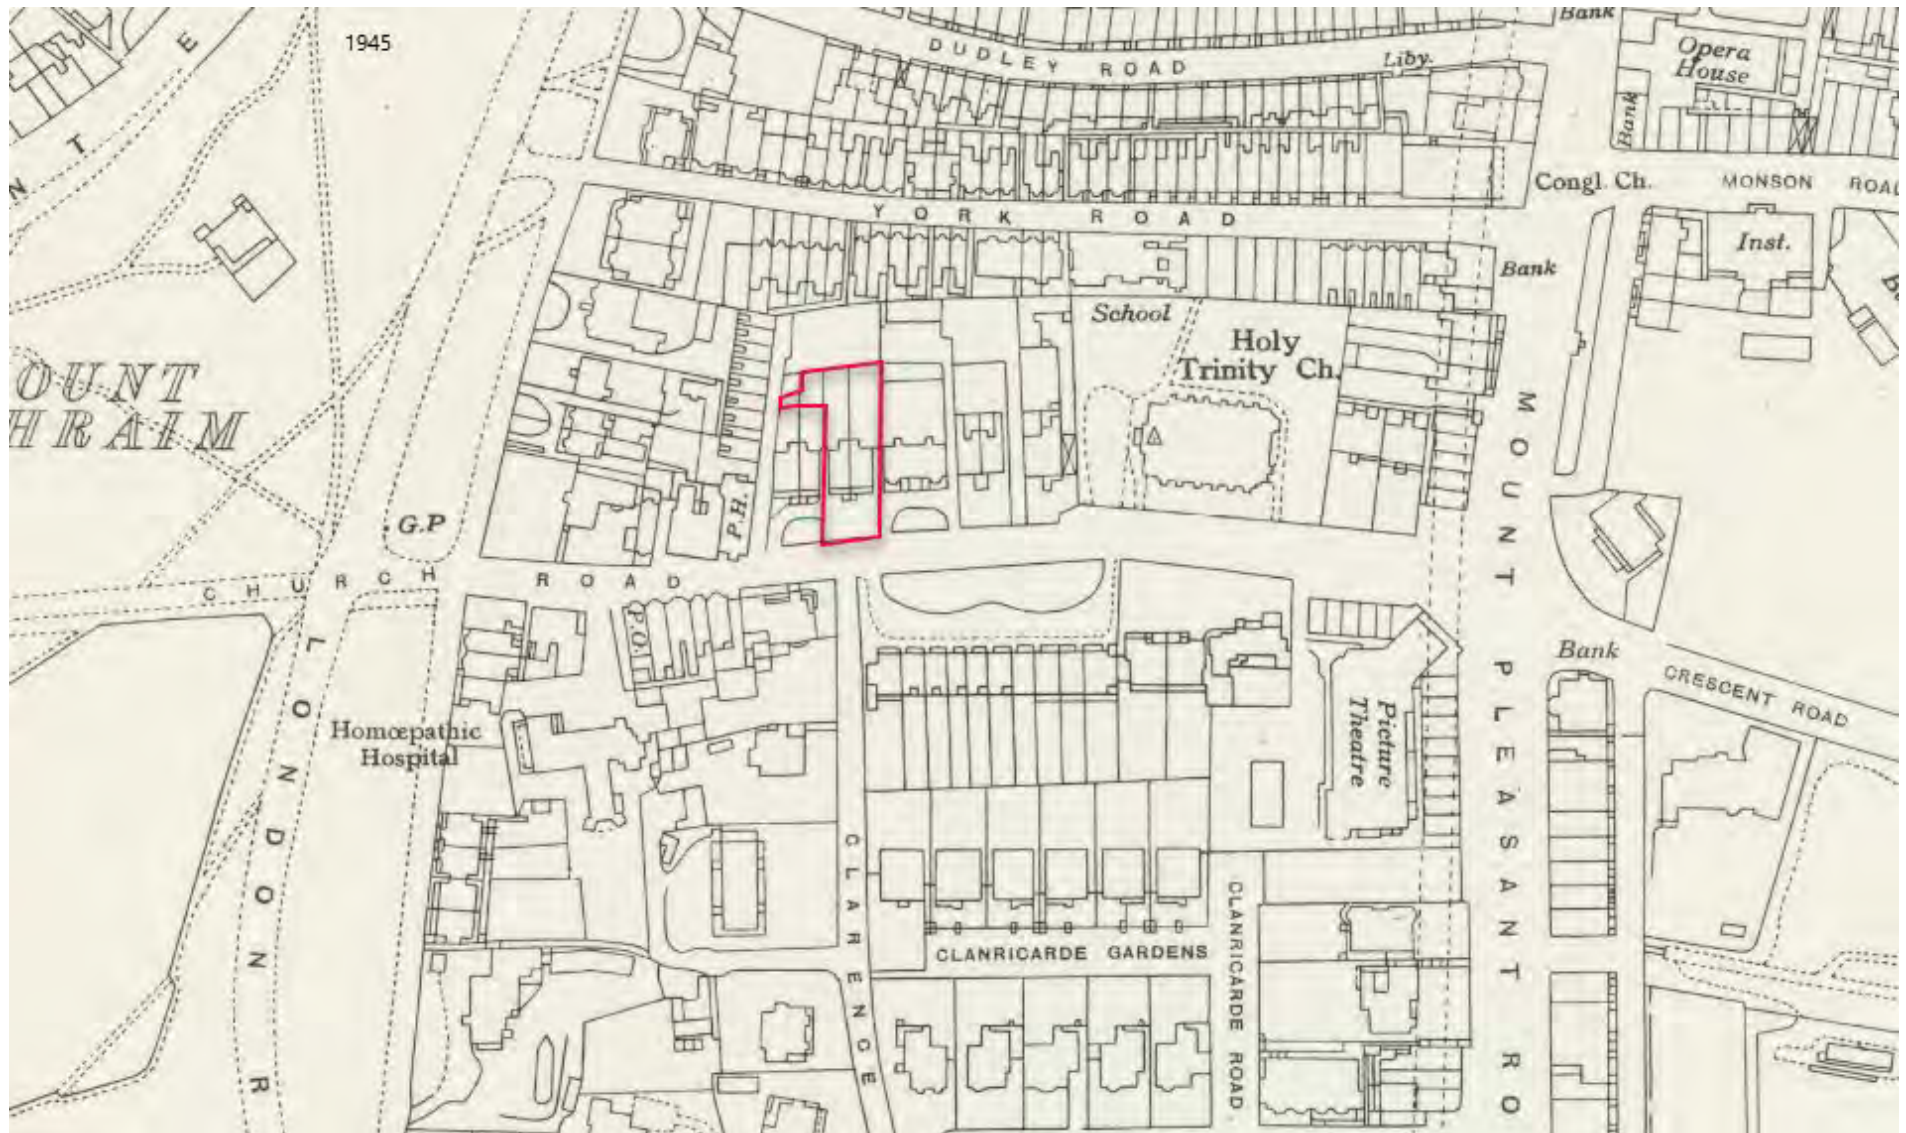 1945
Bank
Opera
House
DUDLEY ROAD
Liby.
Bank
Congl. Ch.
MONSON ROAD
YORK ROAD
Inst.
Bank
School
Holy
Trinity Ch.
OUNT
HRAIM
G.P
P.H.
CHURCH ROAD
P.O.
MOUNT PLEASANT RO
Bank
CRESCENT ROAD
Homœpathic
Hospital
Picture
Theatre
LONDON R
CLARENCE
CLANRICARDE GARDENS
CLANRICARDE ROAD